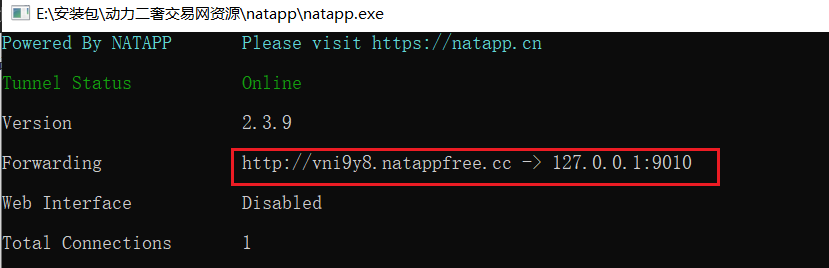 E:\安装包\动力二奢交易网资源\natapp\natapp.exe
Powered By NATAPP Please visit https://natapp.cn
Tunnel Status Online
Version 2.3.9
Forwarding http://vni9y8.natappfree.cc -> 127.0.0.1:9010
Web Interface Disabled
Total Connections 1